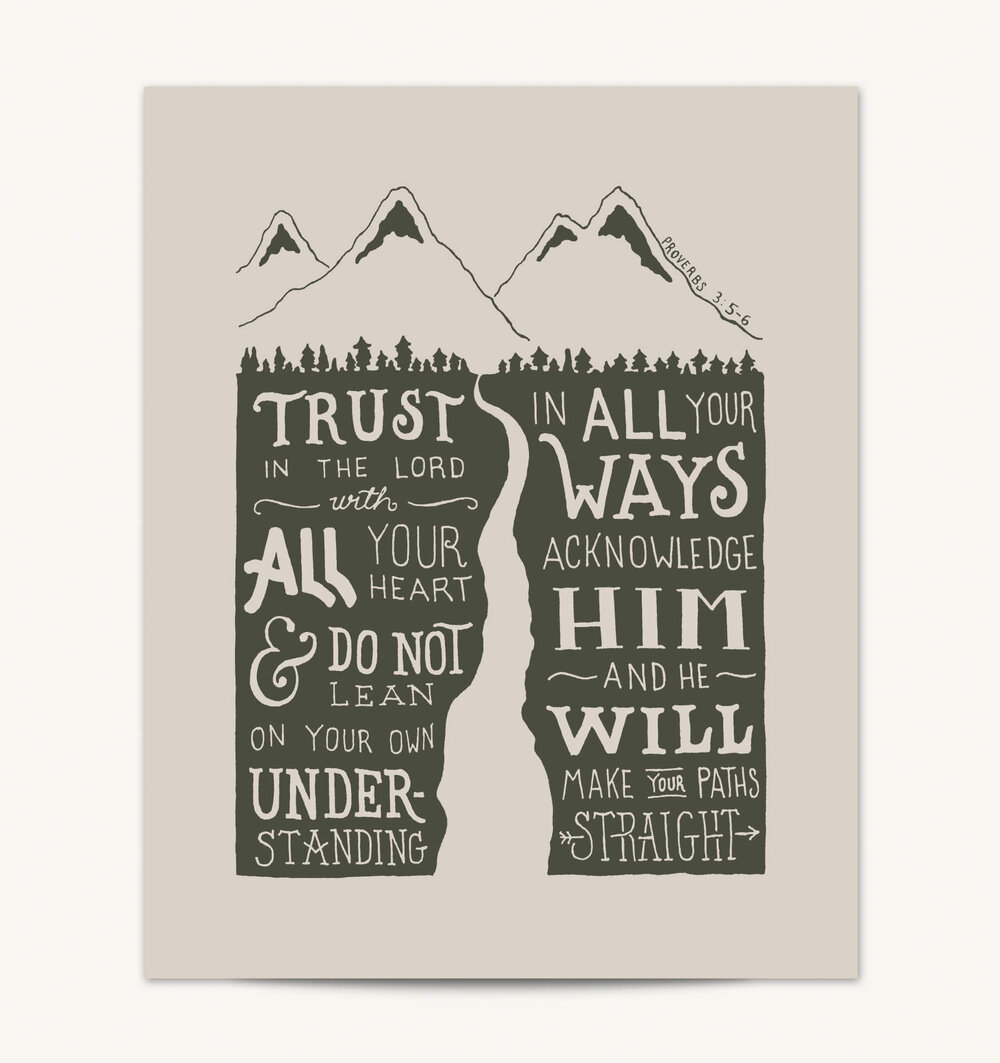 PROVERBS 3:5-6
TRUST
IN THE LORD
with
ALL YOUR
HEART
& DO NOT
LEAN
ON YOUR OWN
UNDER-
STANDING
IN ALL YOUR
WAYS
ACKNOWLEDGE
HIM
AND HE
WILL
MAKE YOUR PATHS
STRAIGHT